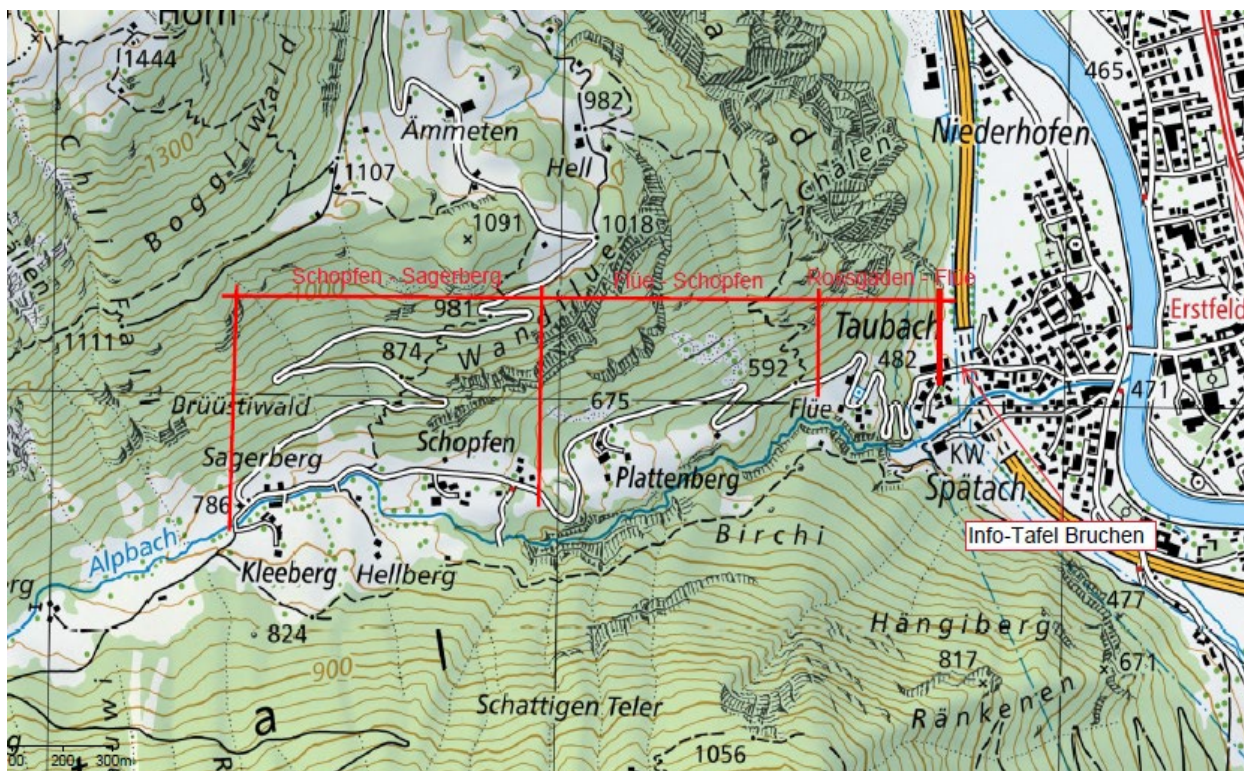 Horn
1444
465
982
Ämmeten
Niederhofen
1300
Hell
Chälen
1107
Boggliwald
1091
1018
Schopfen - Sagerberg
Flüe - Schopfen
Rossgaden - Flüe
981
Erstfeld
Wangiflüe
Taubach
1111
874
592
482
471
Brüüstiwald
675
Flüe
Schopfen
Sagerberg
Plattenberg
KW
Spätach
786
Alpbach
Birchi
Info-Tafel Bruchen
Kleeberg
Hellberg
477
824
Hängiberg
900
817
671
Schattigen Teler
Ränkenen
1056
200 300m